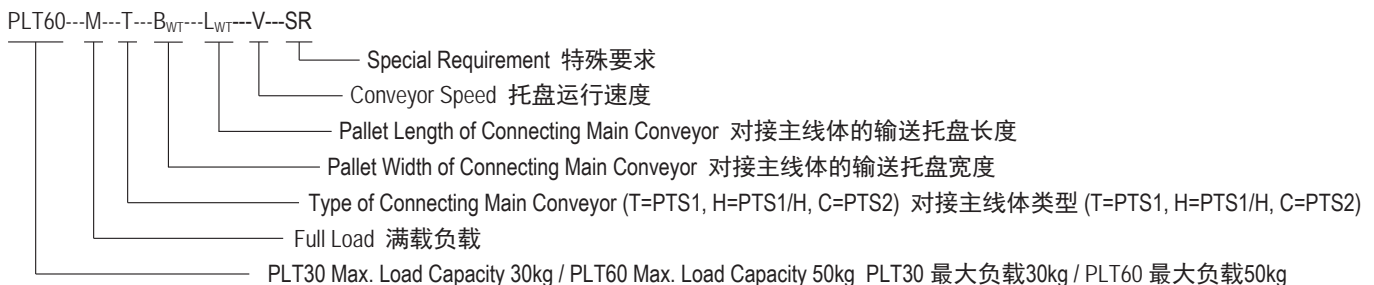 PLT60---M---T---BWT---LWT---V---SR
Special Requirement 特殊要求
Conveyor Speed 托盘运行速度
Pallet Length of Connecting Main Conveyor 对接主线体的输送托盘长度
Pallet Width of Connecting Main Conveyor 对接主线体的输送托盘宽度
Type of Connecting Main Conveyor (T=PTS1, H=PTS1/H, C=PTS2) 对接主线体类型 (T=PTS1, H=PTS1/H, C=PTS2)
Full Load 满载负载
PLT30 Max. Load Capacity 30kg / PLT60 Max. Load Capacity 50kg PLT30 最大负载30kg / PLT60 最大负载50kg